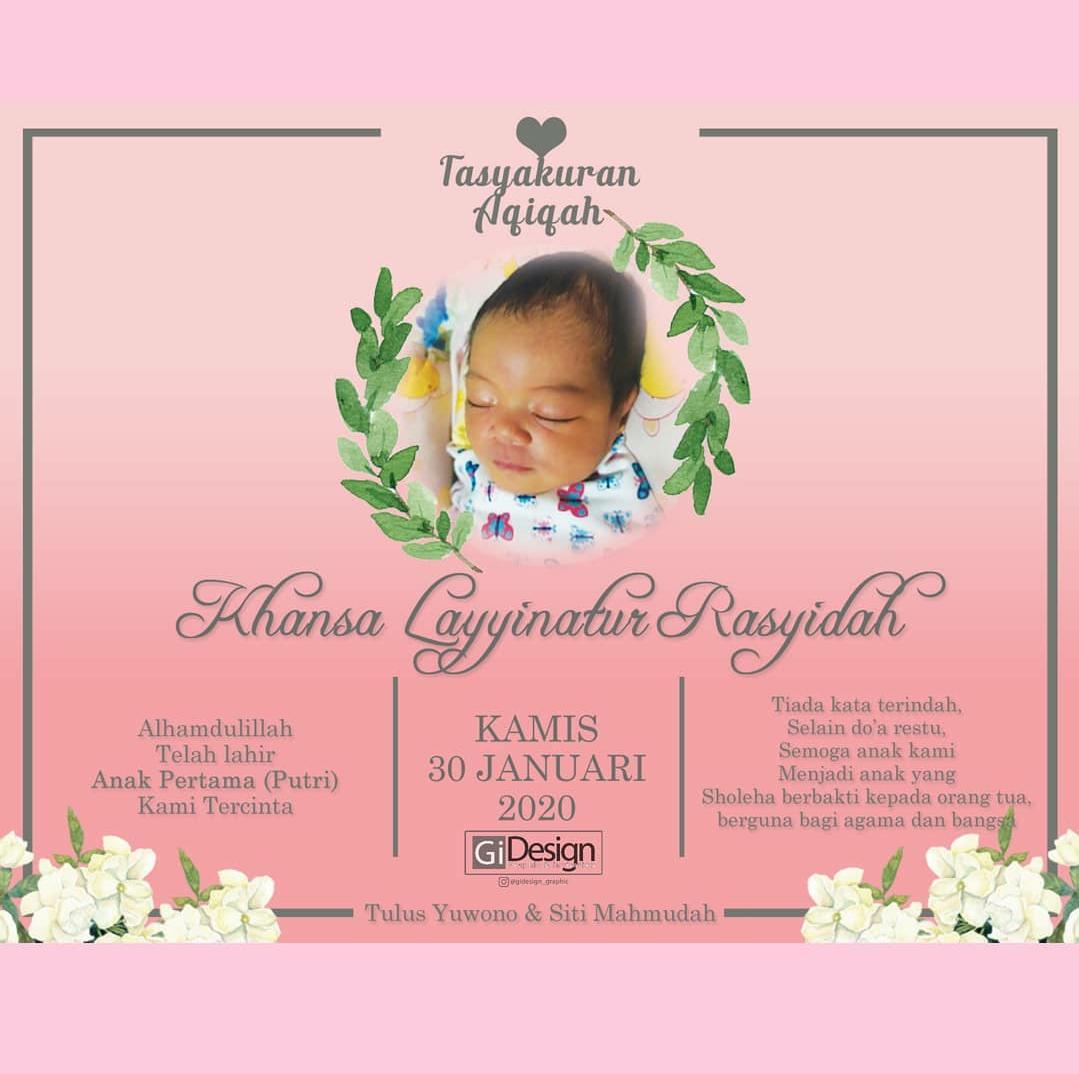 Tasyakuran
Aqiqah
Khansa Layyinatur Rasyidah
Alhamdulillah
Telah lahir
Anak Pertama (Putri)
Kami Tercinta
KAMIS
30 JANUARI
2020
Tiada kata terindah,
Selain do'a restu,
Semoga anak kami
Menjadi anak yang
Sholeha berbakti kepada orang tua,
berguna bagi agama dan bangsa
Gi Design
@gidesign_graphic
Tulus Yuwono & Siti Mahmudah